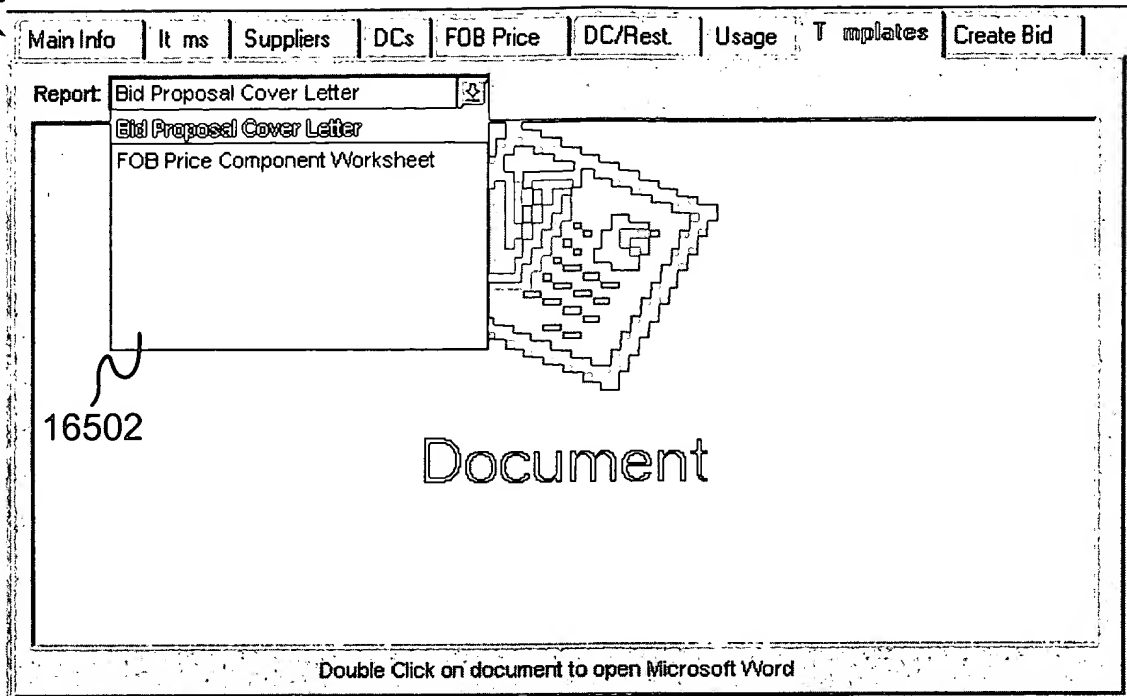 Main Info It ms Suppliers DCs FOB Price DC/Rest. Usage T mplates Create Bid
Report: Bid Proposal Cover Letter
Bid Proposal Cover Letter
FOB Price Component Worksheet
16502
Document
Double Click on document to open Microsoft Word